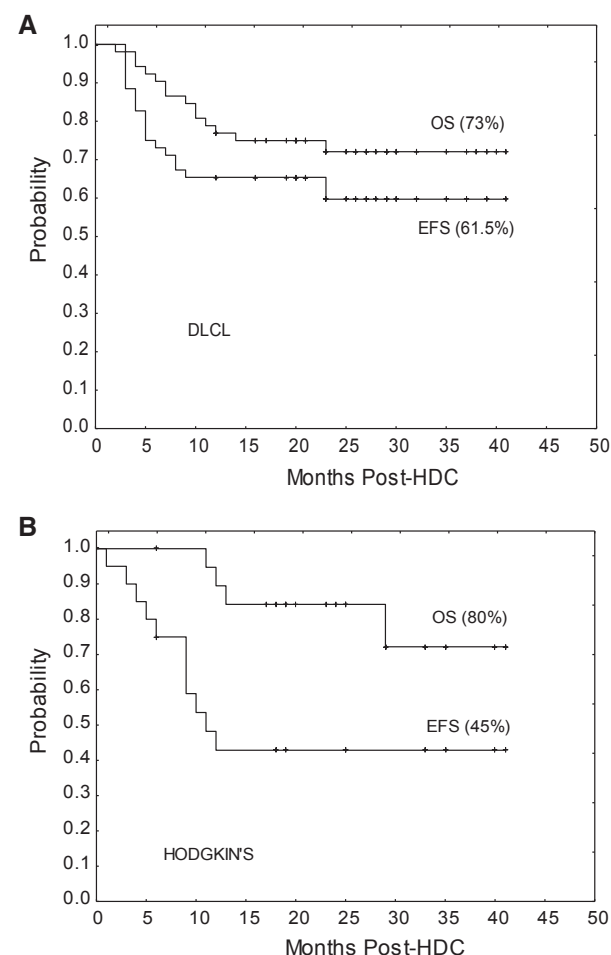 A
1.0
0.9
0.8
0.7
0.6
0.5
0.4
0.3
0.2
0.1
0.0
Probability
OS (73%)
EFS (61.5%)
DLCL
0 5 10 15 20 25 30 35 40 45 50
Months Post-HDC
B
1.0
0.9
0.8
0.7
0.6
0.5
0.4
0.3
0.2
0.1
0.0
Probability
OS (80%)
EFS (45%)
HODGKIN'S
0 5 10 15 20 25 30 35 40 45 50
Months Post-HDC